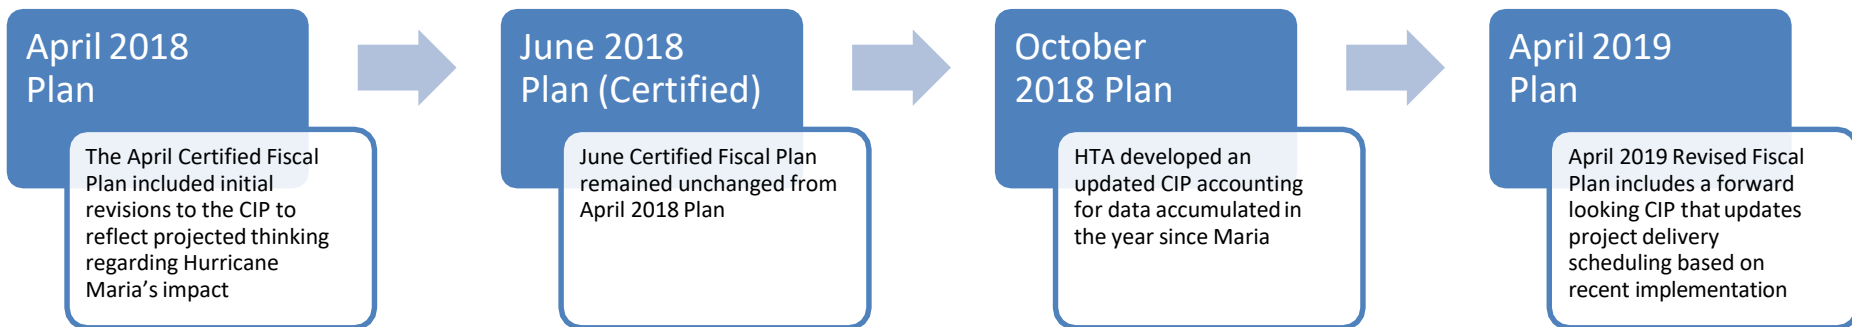 April 2018
Plan
The April Certified Fiscal
Plan included initial
revisions to the CIP to
reflect projected thinking
regarding Hurricane
Maria's impact
June 2018
Plan (Certified)
June Certified Fiscal Plan
remained unchanged from
April 2018 Plan
October
2018 Plan
HTA developed an
updated CIP accounting
for data accumulated in
the year since Maria
April 2019
Plan
April 2019 Revised Fiscal
Plan includes a forward
looking CIP that updates
project delivery
scheduling based on
recent implementation